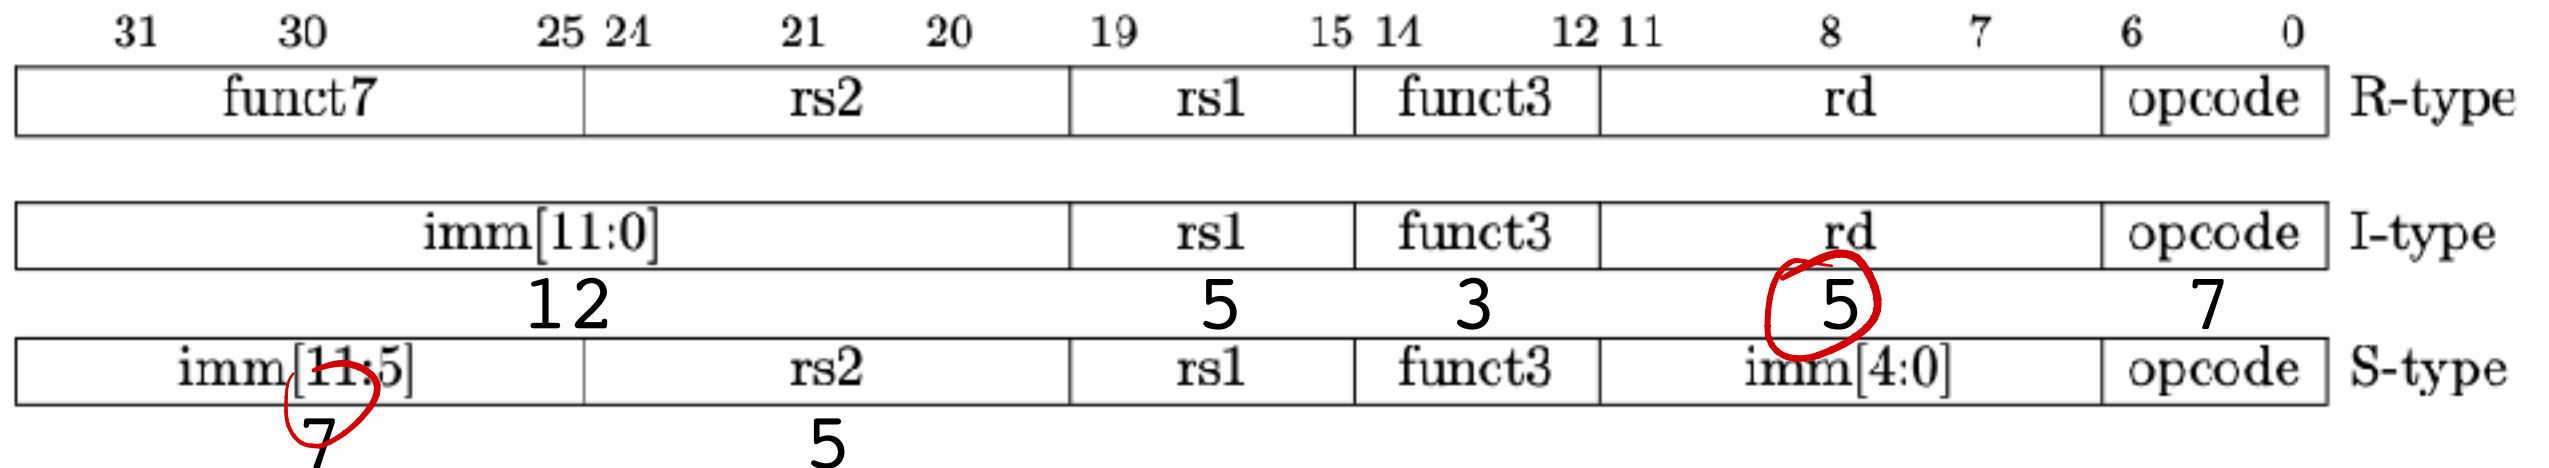 31 30 25 24 21 20 19 15 14 12 11 8 7 6 0
funct7 rs2 rs1 funct3 rd opcode R-type
imm[11:0] rs1 funct3 rd opcode I-type
12 5 3 5 7
imm[11:5] rs2 rs1 funct3 imm[4:0] opcode S-type
7 5